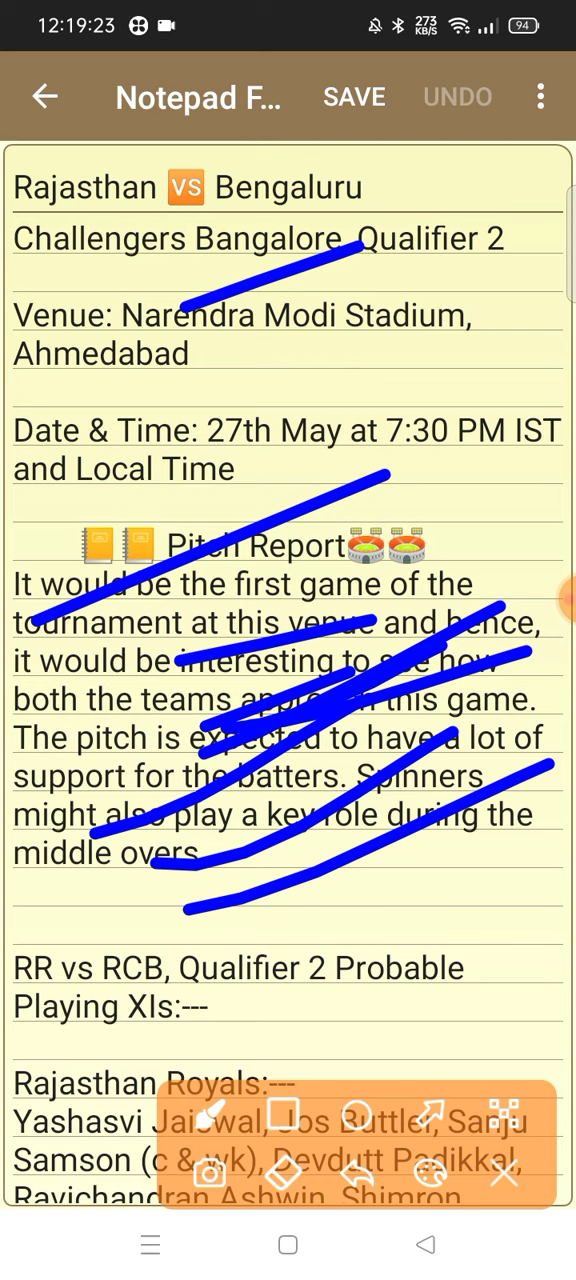 12:19:23 273 KB/S 94
Notepad F... SAVE UNDO
Rajasthan 🆚 Bengaluru
Challengers Bangalore, Qualifier 2
Venue: Narendra Modi Stadium,
Ahmedabad
Date & Time: 27th May at 7:30 PM IST
and Local Time
📒📒 Pitch Report🏟️🏟️
It would be the first game of the
tournament at this venue and hence,
it would be interesting to see how
both the teams approach this game.
The pitch is expected to have a lot of
support for the batters. Spinners
might also play a key role during the
middle overs
RR vs RCB, Qualifier 2 Probable
Playing XIs:---
Rajasthan Royals:---
Yashasvi Jaiswal, Jos Buttler, Sanju
Samson (c & wk), Devdutt Padikkal,
Ravichandran Ashwin, Shimron